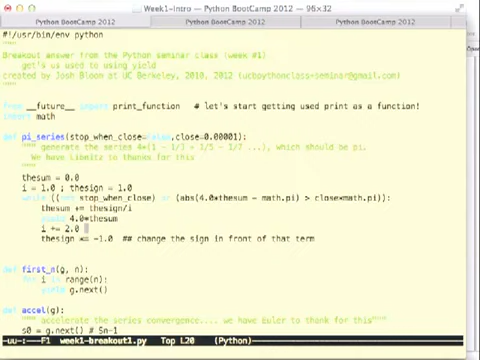 Week1-Intro — Python BootCamp 2012 — 96×32
Python BootCamp 2012 Python BootCamp 2012 Python BootCamp 2012
#!/usr/bin/env python
"""
Breakout answer from the Python seminar class (week #1)
get's us used to using yield
created by Josh Bloom at UC Berkeley, 2010, 2012 (ucbpythonclass+seminar@gmail.com)
"""
from __future__ import print_function # let's start getting used print as a function!
import math
def pi_series(stop_when_close=False,close=0.00001):
""" generate the series 4*(1 - 1/3 + 1/5 - 1/7 ...), which should be pi.
We have Libnitz to thanks for this
"""
thesum = 0.0
i = 1.0 ; thesign = 1.0
while ((not stop_when_close) or (abs(4.0*thesum - math.pi) > close*math.pi)):
thesum += thesign/i
yield 4.0*thesum
i += 2.0
thesign *= -1.0 ## change the sign in front of that term
def first_n(g, n):
for i in range(n):
yield g.next()
def accel(g):
""" accelerate the series convergence.... we have Euler to thank for this"""
s0 = g.next() # Sn-1
-uu-:---F1 week1-breakout1.py Top L20 (Python)